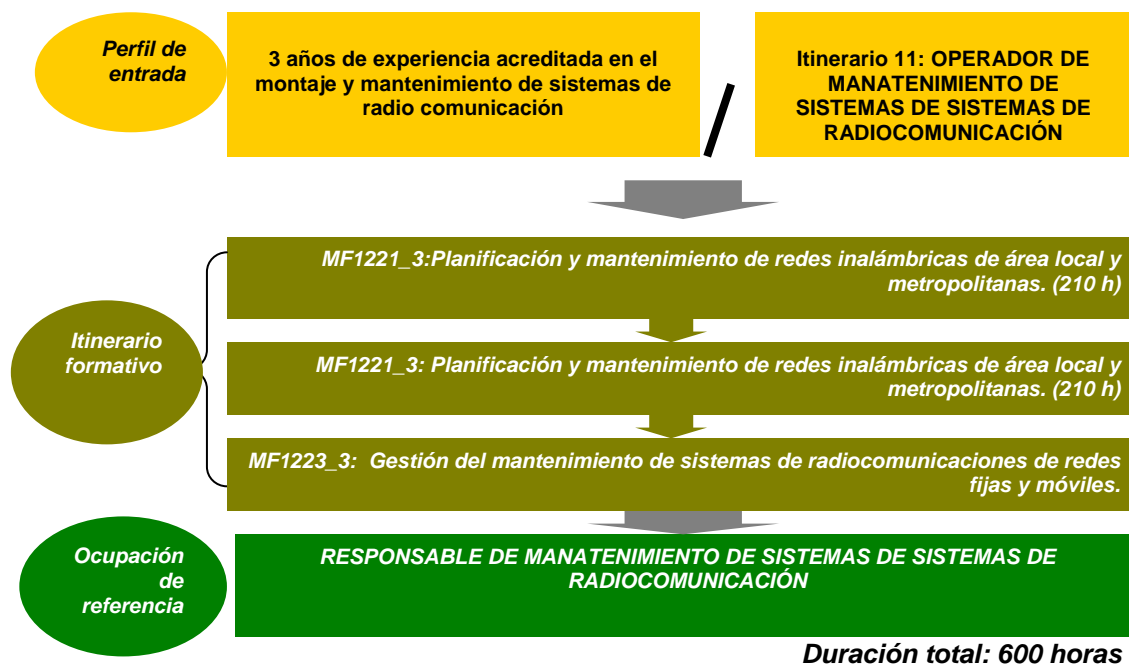 Perfil de
entrada
3 años de experiencia acreditada en el
montaje y mantenimiento de sistemas de
radio comunicación
Itinerario 11: OPERADOR DE
MANATENIMIENTO DE
SISTEMAS DE SISTEMAS DE
RADIOCOMUNICACIÓN
Itinerario
formativo
MF1221_3:Planificación y mantenimiento de redes inalámbricas de área local y
metropolitanas. (210 h)
MF1221_3: Planificación y mantenimiento de redes inalámbricas de área local y
metropolitanas. (210 h)
MF1223_3: Gestión del mantenimiento de sistemas de radiocomunicaciones de redes
fijas y móviles.
Ocupación
de
referencia
RESPONSABLE DE MANATENIMIENTO DE SISTEMAS DE SISTEMAS DE
RADIOCOMUNICACIÓN
Duración total: 600 horas